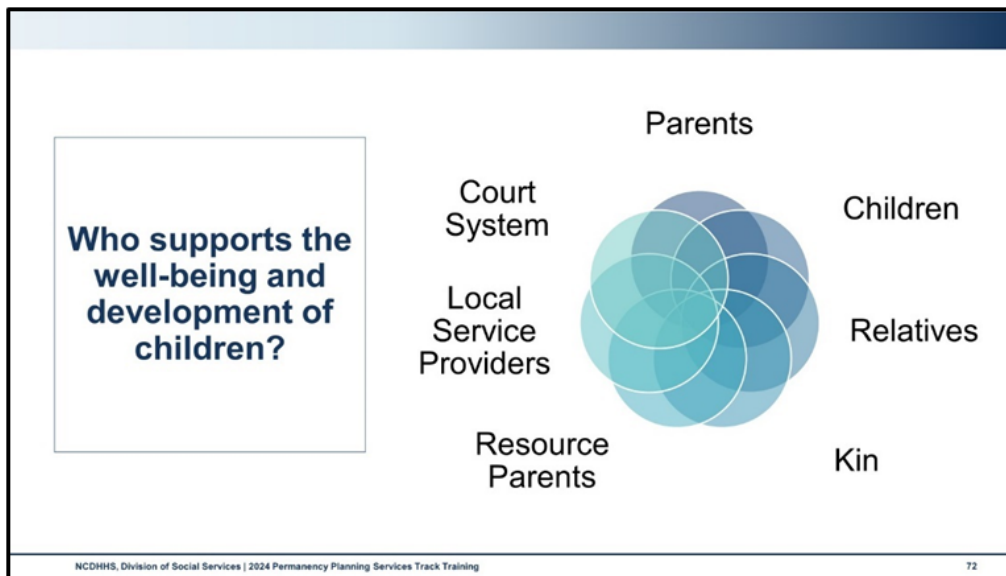 Who supports the
well-being and
development of
children?
Parents
Children
Relatives
Kin
Resource
Parents
Local
Service
Providers
Court
System
NCDHHS, Division of Social Services | 2024 Permanency Planning Services Track Training
72